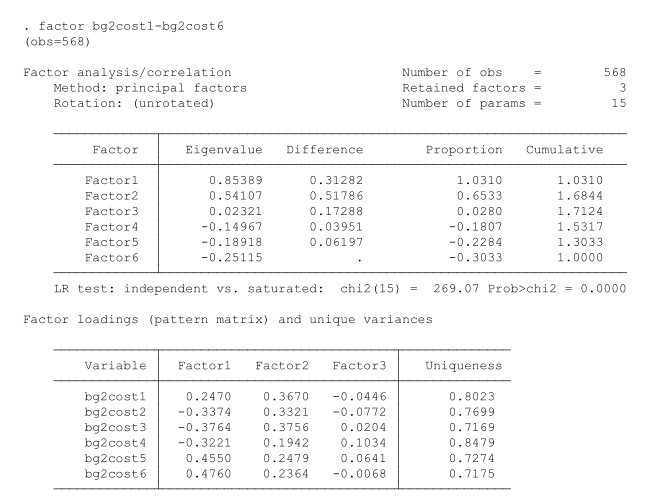 . factor bg2cost1-bg2cost6
(obs=568)
Factor analysis/correlation Number of obs = 568
Method: principal factors Retained factors = 3
Rotation: (unrotated) Number of params = 15
Factor Eigenvalue Difference Proportion Cumulative
Factor1 0.85389 0.31282 1.0310 1.0310
Factor2 0.54107 0.51786 0.6533 1.6844
Factor3 0.02321 0.17288 0.0280 1.7124
Factor4 -0.14967 0.03951 -0.1807 1.5317
Factor5 -0.18918 0.06197 -0.2284 1.3033
Factor6 -0.25115 . -0.3033 1.0000
LR test: independent vs. saturated: chi2(15) = 269.07 Prob>chi2 = 0.0000
Factor loadings (pattern matrix) and unique variances
Variable Factor1 Factor2 Factor3 Uniqueness
bg2cost1 0.2470 0.3670 -0.0446 0.8023
bg2cost2 -0.3374 0.3321 -0.0772 0.7699
bg2cost3 -0.3764 0.3756 0.0204 0.7169
bg2cost4 -0.3221 0.1942 0.1034 0.8479
bg2cost5 0.4550 0.2479 0.0641 0.7274
bg2cost6 0.4760 0.2364 -0.0068 0.7175